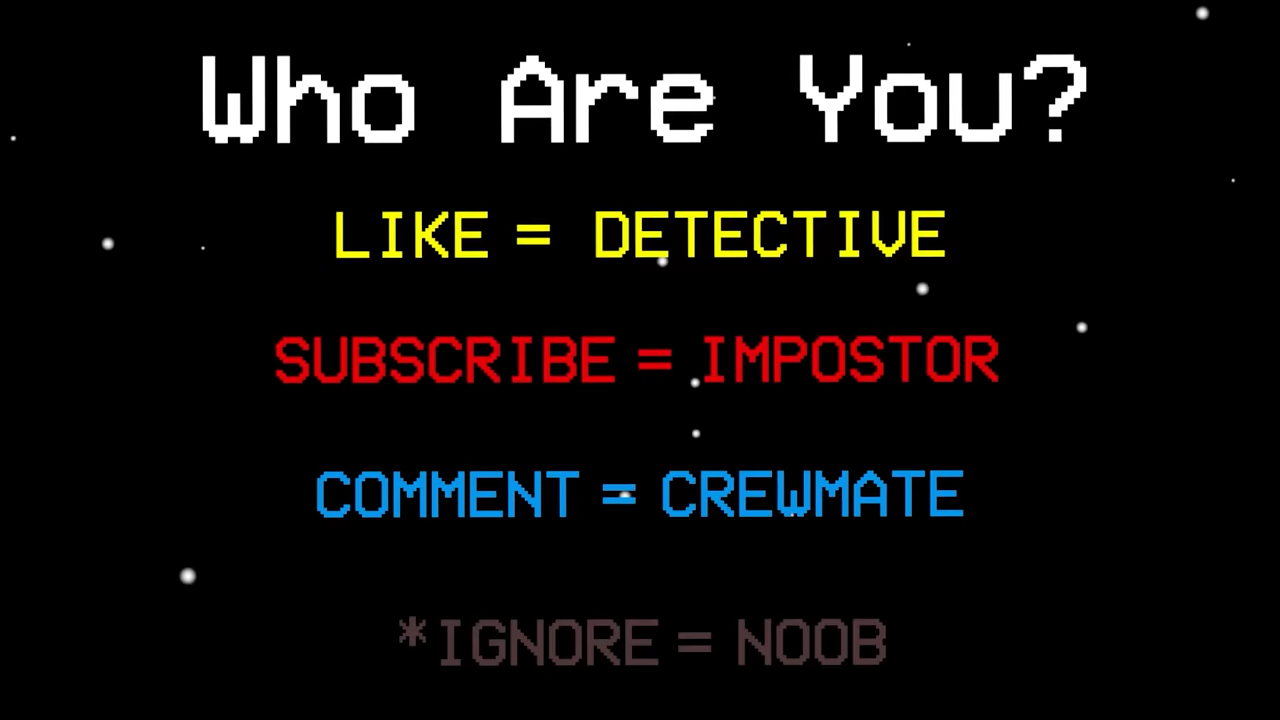 Who Are You?
LIKE = DETECTIVE
SUBSCRIBE = IMPOSTOR
COMMENT = CREWMATE
*IGNORE = NOOB